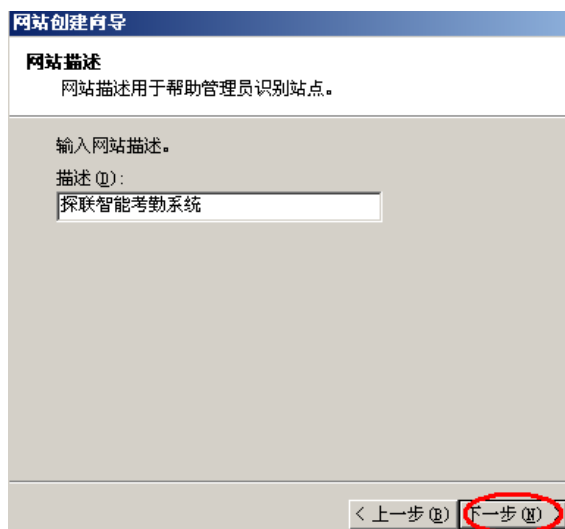 网站创建向导
网站描述
网站描述用于帮助管理员识别站点。
输入网站描述。
描述(D):
探联智能考勤系统
< 上一步(B) 下一步(N) >